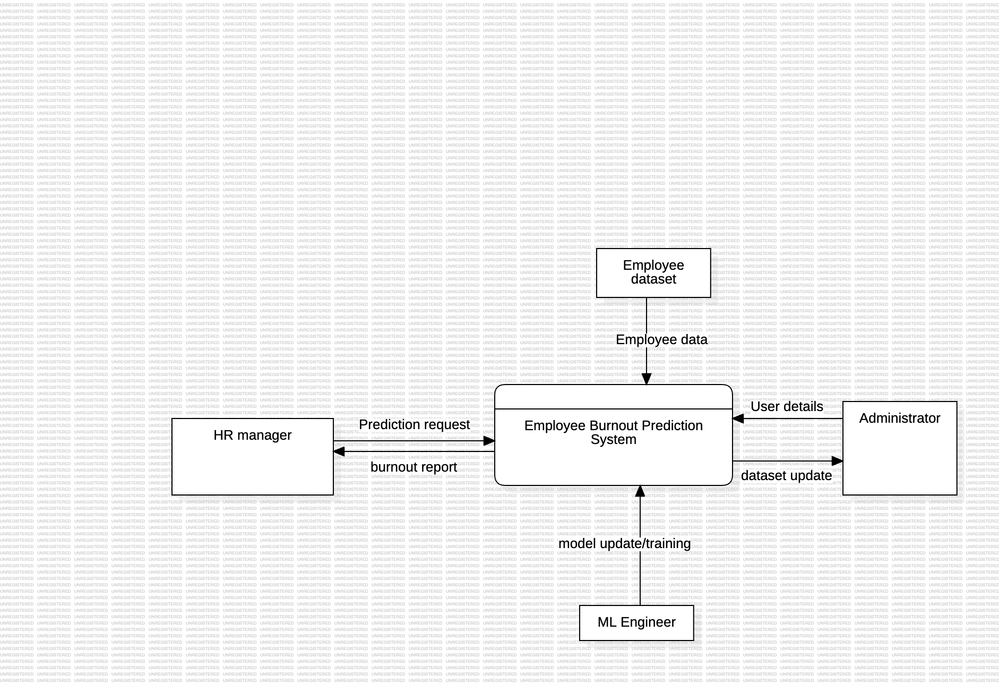 Employee
dataset
Employee data
User details
Administrator
Prediction request
Employee Burnout Prediction
System
HR manager
burnout report
dataset update
model update/training
ML Engineer
UNREGISTERED